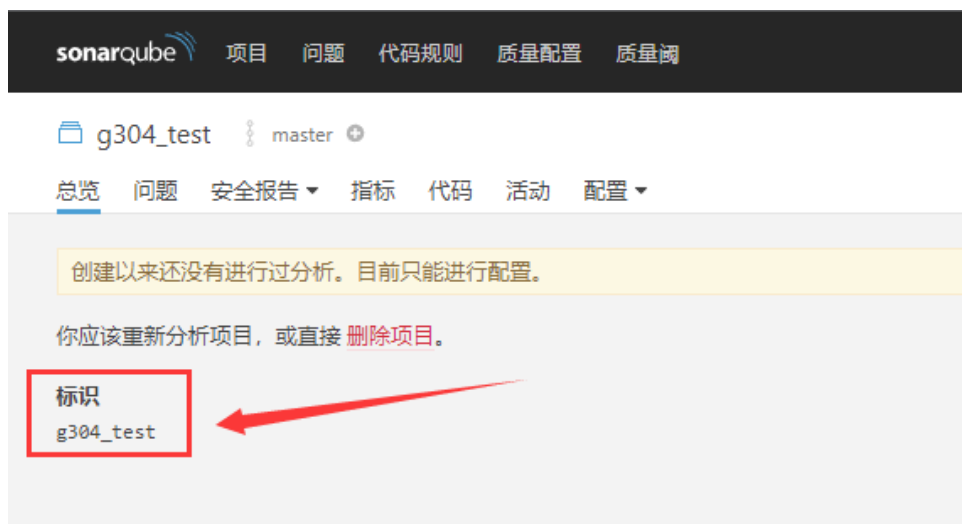 sonarqube 项目 问题 代码规则 质量配置 质量阈
g304_test master
总览 问题 安全报告 指标 代码 活动 配置
创建以来还没有进行过分析。目前只能进行配置。
你应该重新分析项目，或直接 删除项目。
标识
g304_test